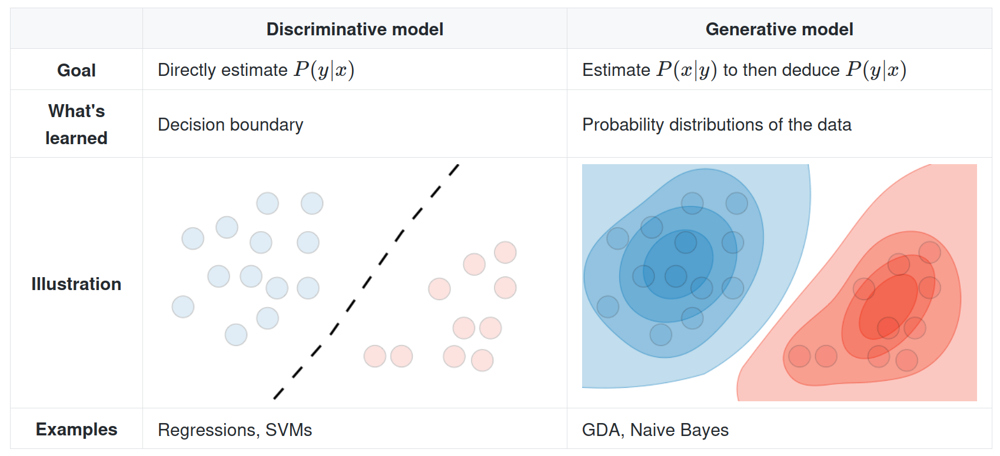 Discriminative model Generative model
Goal Directly estimate P(y|x) Estimate P(x|y) to then deduce P(y|x)
What's
learned Decision boundary Probability distributions of the data
Illustration
Examples Regressions, SVMs GDA, Naive Bayes